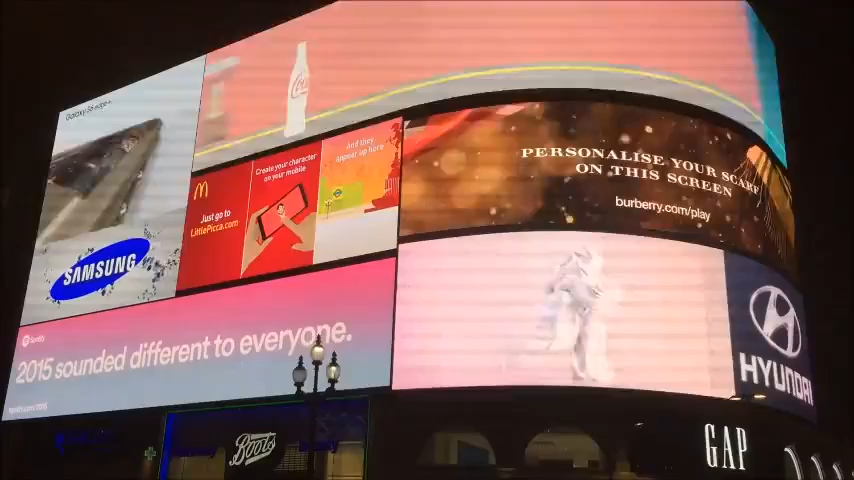 Galaxy S6 edge+
SAMSUNG
Create your character
on your mobile
And they
appear up here
Just go to
LittlePicca.com
PERSONALISE YOUR SCARF
ON THIS SCREEN
burberry.com/play
Spotify
2015 sounded different to everyone.
HYUNDAI
Boots
GAP